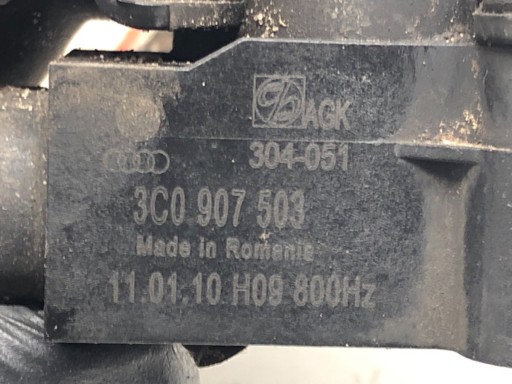 AGK
304-051
3C0 907 503
Made in Romania
11.01.10 H09 800Hz